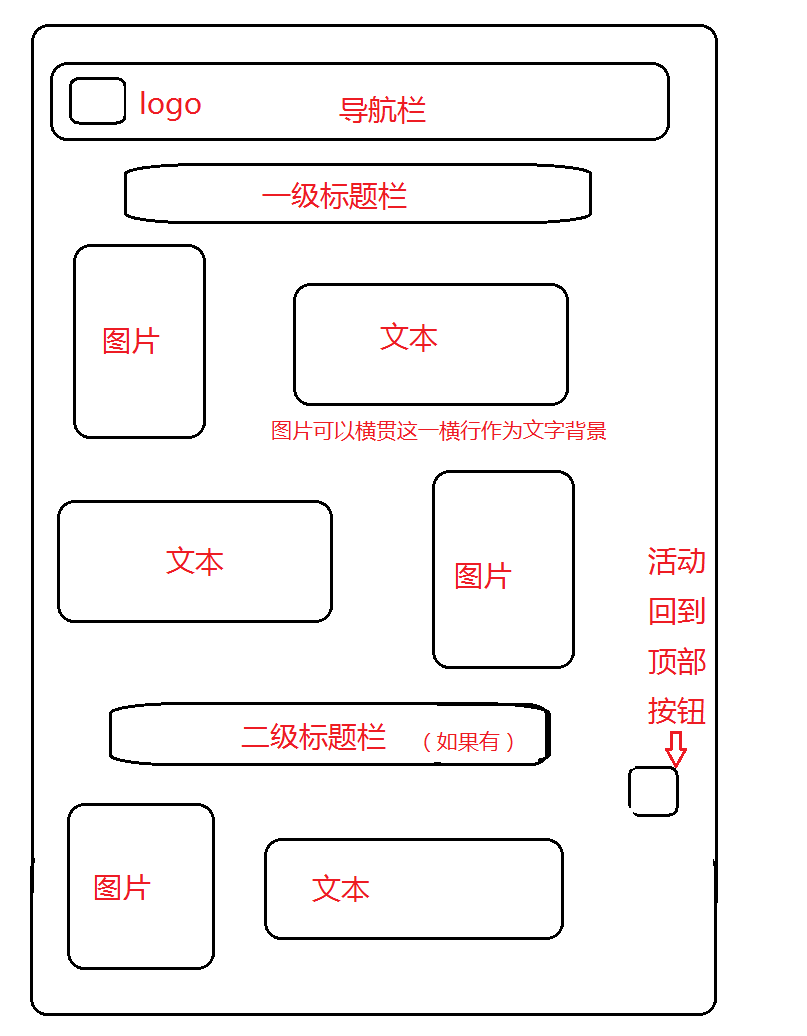 logo
导航栏
一级标题栏
图片
文本
图片可以横贯这一横行作为文字背景
文本
图片
活动
回到
顶部
按钮
二级标题栏 （如果有）
图片
文本